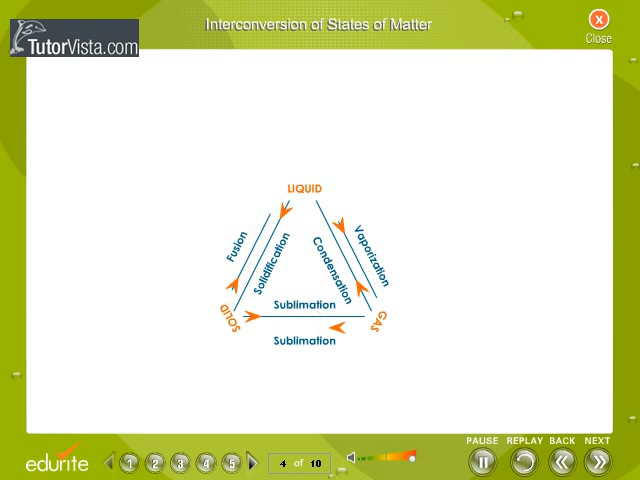 Interconversion of States of Matter
X
Close
TutorVista.com
LIQUID
Fusion
Solidification
Condensation
Vaporization
Sublimation
SOLID
GAS
Sublimation
PAUSE REPLAY BACK NEXT
edurite
1 2 3 4 5
4 of 10